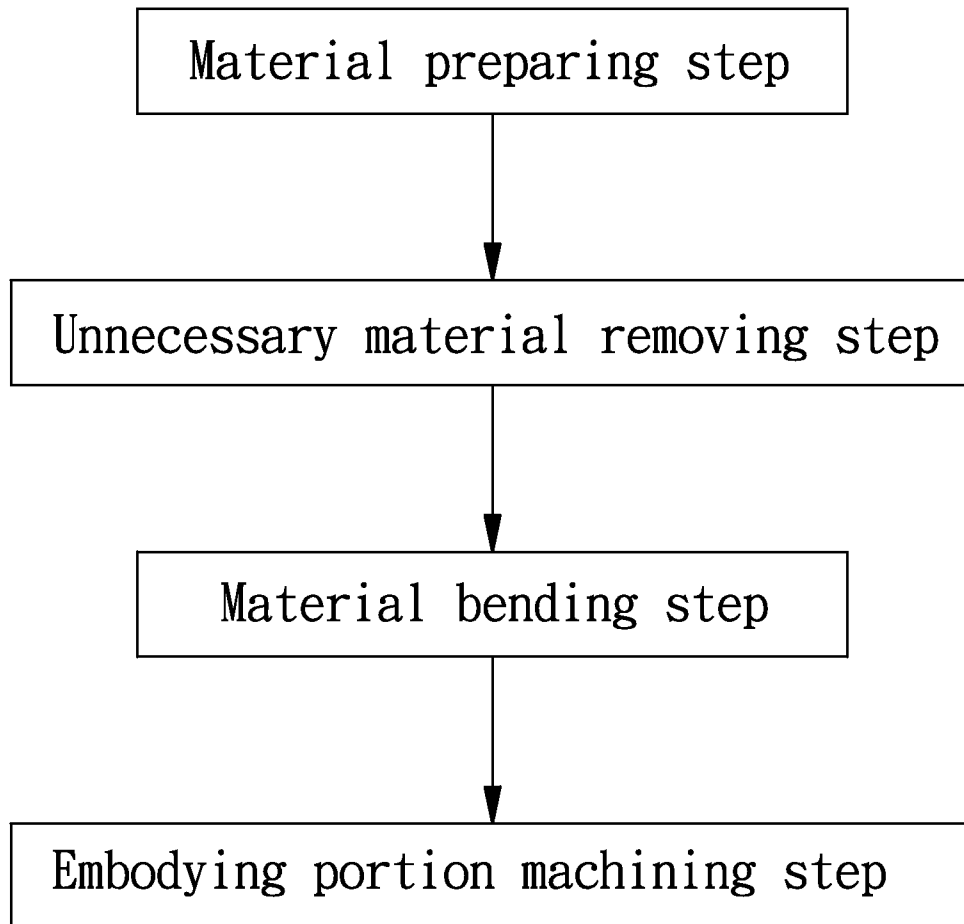 Material preparing step
Unnecessary material removing step
Material bending step
Embodying portion machining step